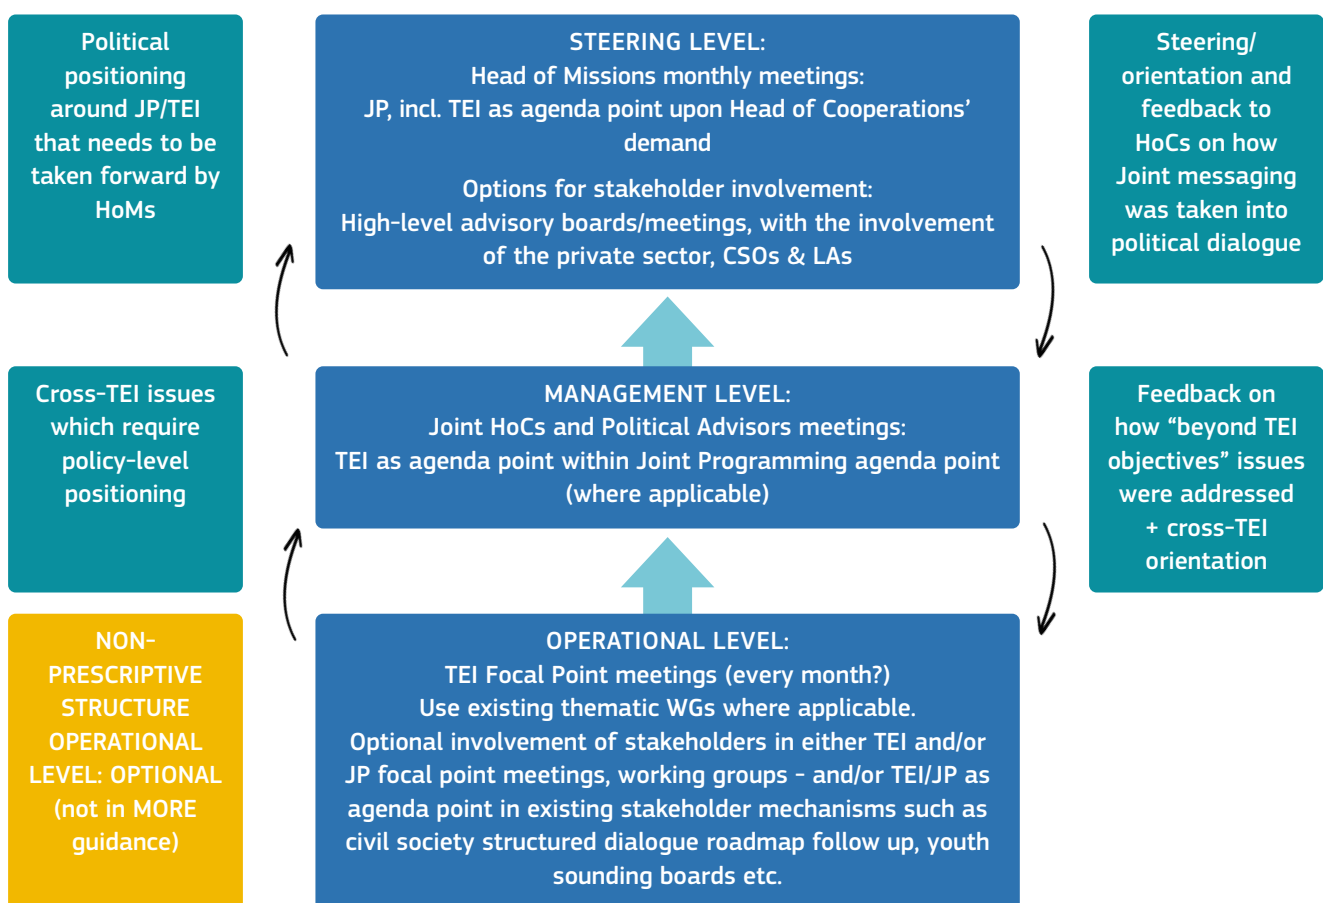 Political
positioning
around JP/TEI
that needs to be
taken forward by
HoMs
STEERING LEVEL:
Head of Missions monthly meetings:
JP, incl. TEI as agenda point upon Head of Cooperations’
demand
Options for stakeholder involvement:
High-level advisory boards/meetings, with the involvement
of the private sector, CSOs & LAs
Steering/
orientation and
feedback to
HoCs on how
Joint messaging
was taken into
political dialogue
Cross-TEI issues
which require
policy-level
positioning
MANAGEMENT LEVEL:
Joint HoCs and Political Advisors meetings:
TEI as agenda point within Joint Programming agenda point
(where applicable)
Feedback on
how “beyond TEI
objectives” issues
were addressed
+ cross-TEI
orientation
NON-
PRESCRIPTIVE
STRUCTURE
OPERATIONAL
LEVEL: OPTIONAL
(not in MORE
guidance)
OPERATIONAL LEVEL:
TEI Focal Point meetings (every month?)
Use existing thematic WGs where applicable.
Optional involvement of stakeholders in either TEI and/or
JP focal point meetings, working groups - and/or TEI/JP as
agenda point in existing stakeholder mechanisms such as
civil society structured dialogue roadmap follow up, youth
sounding boards etc.